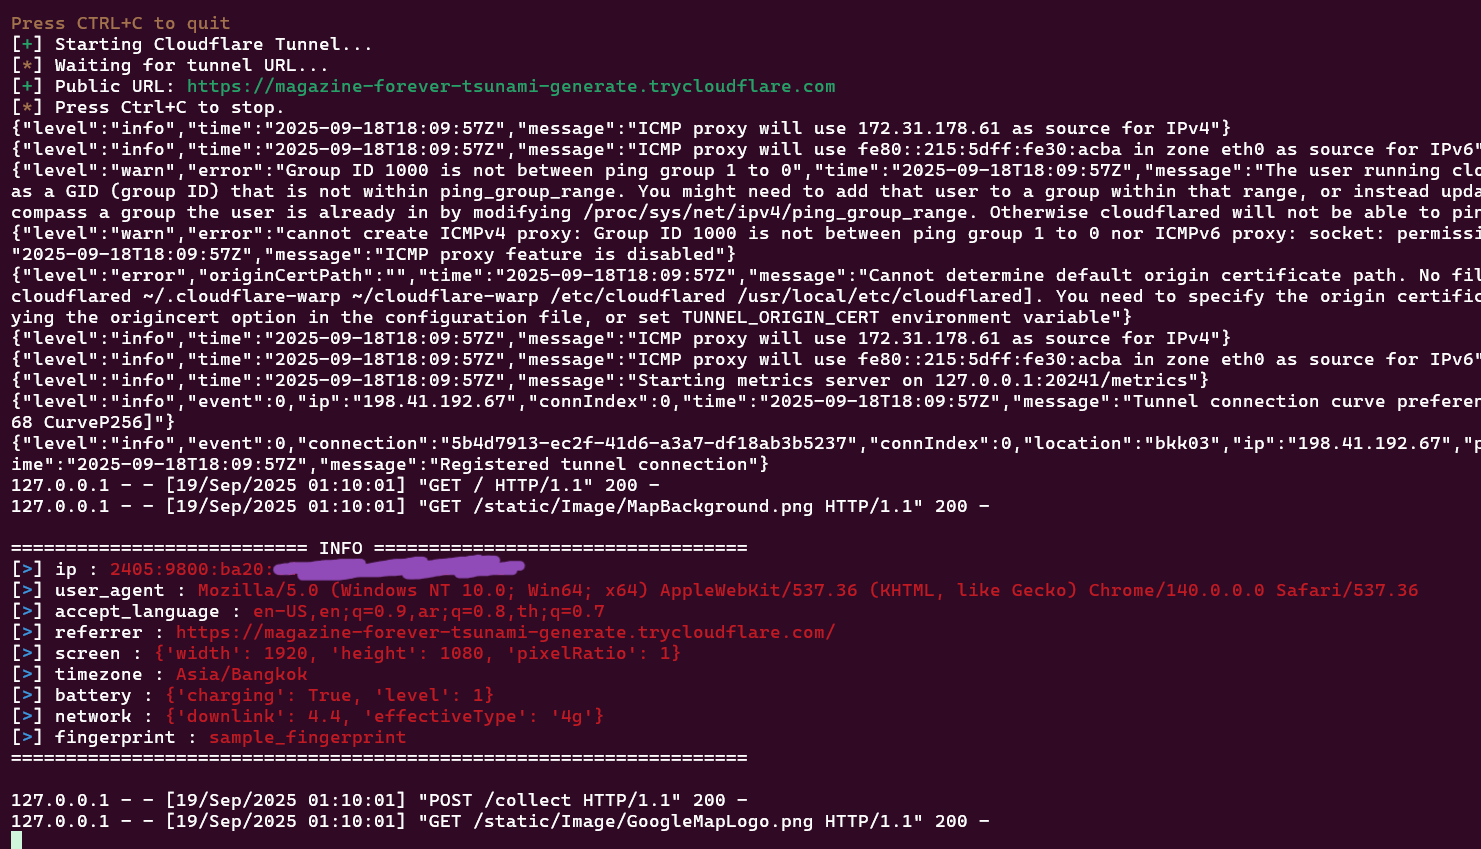 Press CTRL+C to quit
[+] Starting Cloudflare Tunnel...
[*] Waiting for tunnel URL...
[+] Public URL: https://magazine-forever-tsunami-generate.trycloudflare.com
[*] Press Ctrl+C to stop.
{"level":"info","time":"2025-09-18T18:09:57Z","message":"ICMP proxy will use 172.31.178.61 as source for IPv4"}
{"level":"info","time":"2025-09-18T18:09:57Z","message":"ICMP proxy will use fe80::215:5dff:fe30:acba in zone eth0 as source for IPv6"
{"level":"warn","error":"Group ID 1000 is not between ping group 1 to 0","time":"2025-09-18T18:09:57Z","message":"The user running clo
as a GID (group ID) that is not within ping_group_range. You might need to add that user to a group within that range, or instead upda
compass a group the user is already in by modifying /proc/sys/net/ipv4/ping_group_range. Otherwise cloudflared will not be able to pin
{"level":"warn","error":"cannot create ICMPv4 proxy: Group ID 1000 is not between ping group 1 to 0 nor ICMPv6 proxy: socket: permissi
"2025-09-18T18:09:57Z","message":"ICMP proxy feature is disabled"}
{"level":"error","originCertPath":"","time":"2025-09-18T18:09:57Z","message":"Cannot determine default origin certificate path. No fil
cloudflared ~/.cloudflare-warp ~/cloudflare-warp /etc/cloudflared /usr/local/etc/cloudflared]. You need to specify the origin certific
ying the origincert option in the configuration file, or set TUNNEL_ORIGIN_CERT environment variable"}
{"level":"info","time":"2025-09-18T18:09:57Z","message":"ICMP proxy will use 172.31.178.61 as source for IPv4"}
{"level":"info","time":"2025-09-18T18:09:57Z","message":"ICMP proxy will use fe80::215:5dff:fe30:acba in zone eth0 as source for IPv6"
{"level":"info","time":"2025-09-18T18:09:57Z","message":"Starting metrics server on 127.0.0.1:20241/metrics"}
{"level":"info","event":0,"ip":"198.41.192.67","connIndex":0,"time":"2025-09-18T18:09:57Z","message":"Tunnel connection curve preferen
68 CurveP256]"}
{"level":"info","event":0,"connection":"5b4d7913-ec2f-41d6-a3a7-df18ab3b5237","connIndex":0,"location":"bkk03","ip":"198.41.192.67","p
ime":"2025-09-18T18:09:57Z","message":"Registered tunnel connection"}
127.0.0.1 - - [19/Sep/2025 01:10:01] "GET / HTTP/1.1" 200 -
127.0.0.1 - - [19/Sep/2025 01:10:01] "GET /static/Image/MapBackground.png HTTP/1.1" 200 -
=========================== INFO ==================================
[>] ip : 2405:9800:ba20:
[>] user_agent : Mozilla/5.0 (Windows NT 10.0; Win64; x64) AppleWebKit/537.36 (KHTML, like Gecko) Chrome/140.0.0.0 Safari/537.36
[>] accept_language : en-US,en;q=0.9,ar;q=0.8,th;q=0.7
[>] referrer : https://magazine-forever-tsunami-generate.trycloudflare.com/
[>] screen : {'width': 1920, 'height': 1080, 'pixelRatio': 1}
[>] timezone : Asia/Bangkok
[>] battery : {'charging': True, 'level': 1}
[>] network : {'downlink': 4.4, 'effectiveType': '4g'}
[>] fingerprint : sample_fingerprint
===================================================================
127.0.0.1 - - [19/Sep/2025 01:10:01] "POST /collect HTTP/1.1" 200 -
127.0.0.1 - - [19/Sep/2025 01:10:01] "GET /static/Image/GoogleMapLogo.png HTTP/1.1" 200 -